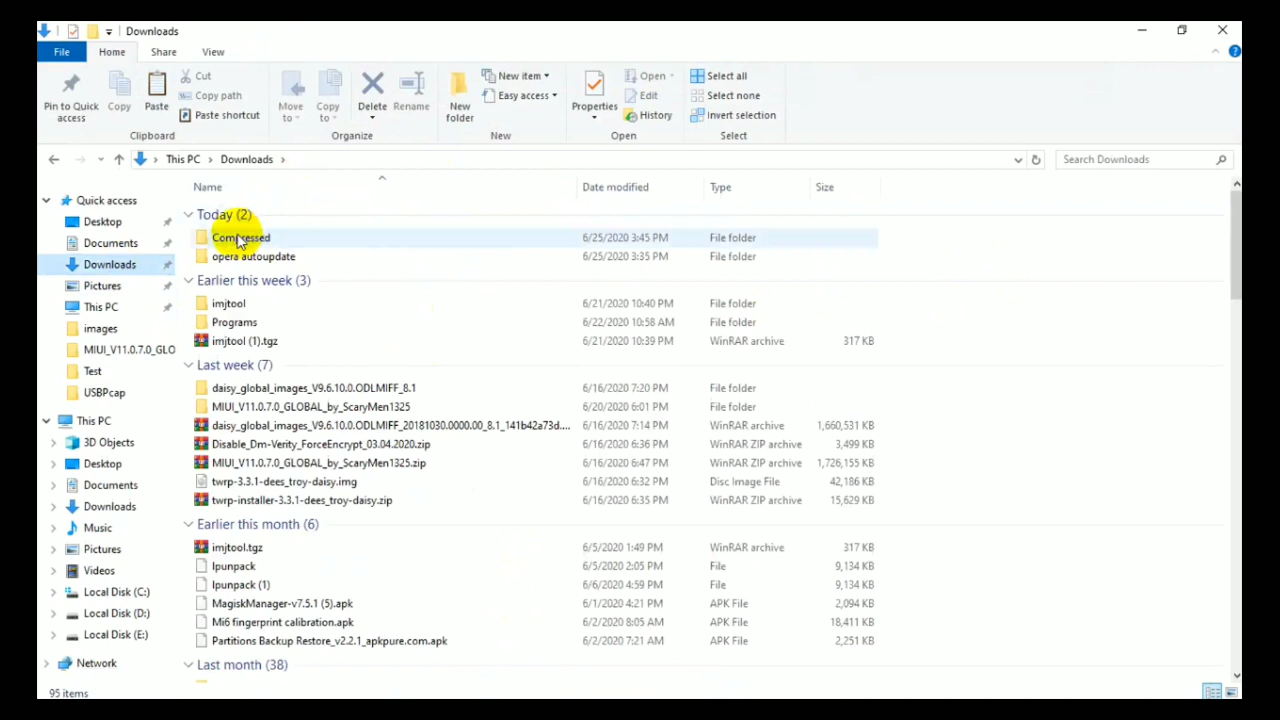 Downloads
File Home Share View
Pin to Quick access
Copy
Paste
Cut
Copy path
Paste shortcut
Clipboard
Move to
Copy to
Delete
Rename
Organize
New folder
New item
Easy access
New
Properties
Open
Edit
History
Open
Select all
Select none
Invert selection
Select
This PC > Downloads >
Search Downloads
Quick access
Desktop
Documents
Downloads
Pictures
This PC
images
MIUI_V11.0.7.0_GLO
Test
USBPcap
This PC
3D Objects
Desktop
Documents
Downloads
Music
Pictures
Videos
Local Disk (C:)
Local Disk (D:)
Local Disk (E:)
Network
Name Date modified Type Size
Today (2)
Compressed 6/25/2020 3:45 PM File folder
opera autoupdate 6/25/2020 3:35 PM File folder
Earlier this week (3)
imjtool 6/21/2020 10:40 PM File folder
Programs 6/22/2020 10:58 AM File folder
imjtool (1).tgz 6/21/2020 10:39 PM WinRAR archive 317 KB
Last week (7)
daisy_global_images_V9.6.10.0.ODLMIFF_8.1 6/16/2020 7:20 PM File folder
MIUI_V11.0.7.0_GLOBAL_by_ScaryMen1325 6/20/2020 6:01 PM File folder
daisy_global_images_V9.6.10.0.ODLMIFF_20181030.0000.00_8.1_141b42a73d.... 6/16/2020 7:14 PM WinRAR archive 1,660,531 KB
Disable_Dm-Verity_ForceEncrypt_03.04.2020.zip 6/16/2020 6:36 PM WinRAR ZIP archive 3,499 KB
MIUI_V11.0.7.0_GLOBAL_by_ScaryMen1325.zip 6/16/2020 6:47 PM WinRAR ZIP archive 1,726,155 KB
twrp-3.3.1-dees_troy-daisy.img 6/16/2020 6:32 PM Disc Image File 42,186 KB
twrp-installer-3.3.1-dees_troy-daisy.zip 6/16/2020 6:35 PM WinRAR ZIP archive 15,629 KB
Earlier this month (6)
imjtool.tgz 6/5/2020 1:49 PM WinRAR archive 317 KB
lpunpack 6/5/2020 2:05 PM File 9,134 KB
lpunpack (1) 6/6/2020 4:59 PM File 9,134 KB
MagiskManager-v7.5.1 (5).apk 6/1/2020 4:21 PM APK File 2,094 KB
Mi6 fingerprint calibration.apk 6/2/2020 8:05 AM APK File 18,411 KB
Partitions Backup Restore_v2.2.1_apkpure.com.apk 6/2/2020 7:21 AM APK File 2,251 KB
Last month (38)
95 items